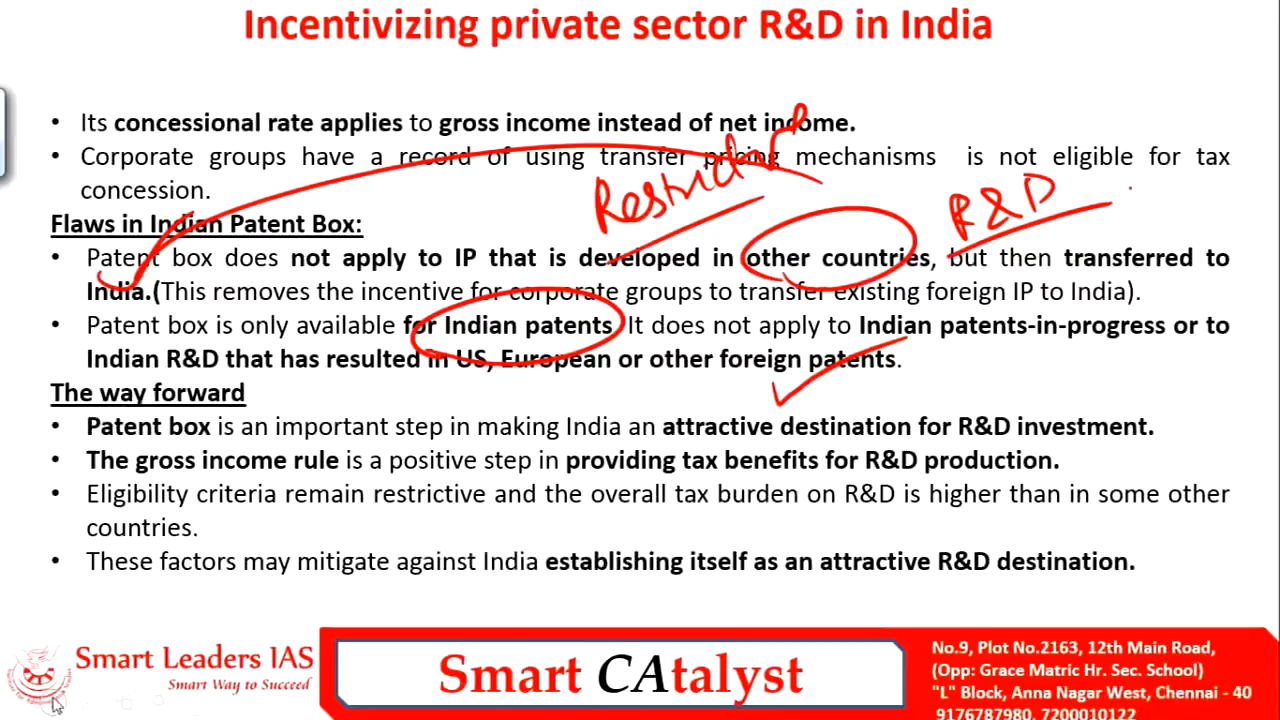 Incentivizing private sector R&D in India
• Its concessional rate applies to gross income instead of net income.
• Corporate groups have a record of using transfer pricing mechanisms is not eligible for tax
concession.
Restrictive
R&D
Flaws in Indian Patent Box:
• Patent box does not apply to IP that is developed in other countries, but then transferred to
India.(This removes the incentive for corporate groups to transfer existing foreign IP to India).
• Patent box is only available for Indian patents. It does not apply to Indian patents-in-progress or to
Indian R&D that has resulted in US, European or other foreign patents.
The way forward
• Patent box is an important step in making India an attractive destination for R&D investment.
• The gross income rule is a positive step in providing tax benefits for R&D production.
• Eligibility criteria remain restrictive and the overall tax burden on R&D is higher than in some other
countries.
• These factors may mitigate against India establishing itself as an attractive R&D destination.
Smart Leaders IAS
Smart Way to Succeed
Smart CAtalyst
No.9, Plot No.2163, 12th Main Road,
(Opp: Grace Matric Hr. Sec. School)
"L" Block, Anna Nagar West, Chennai - 40
9176787980, 7200010122